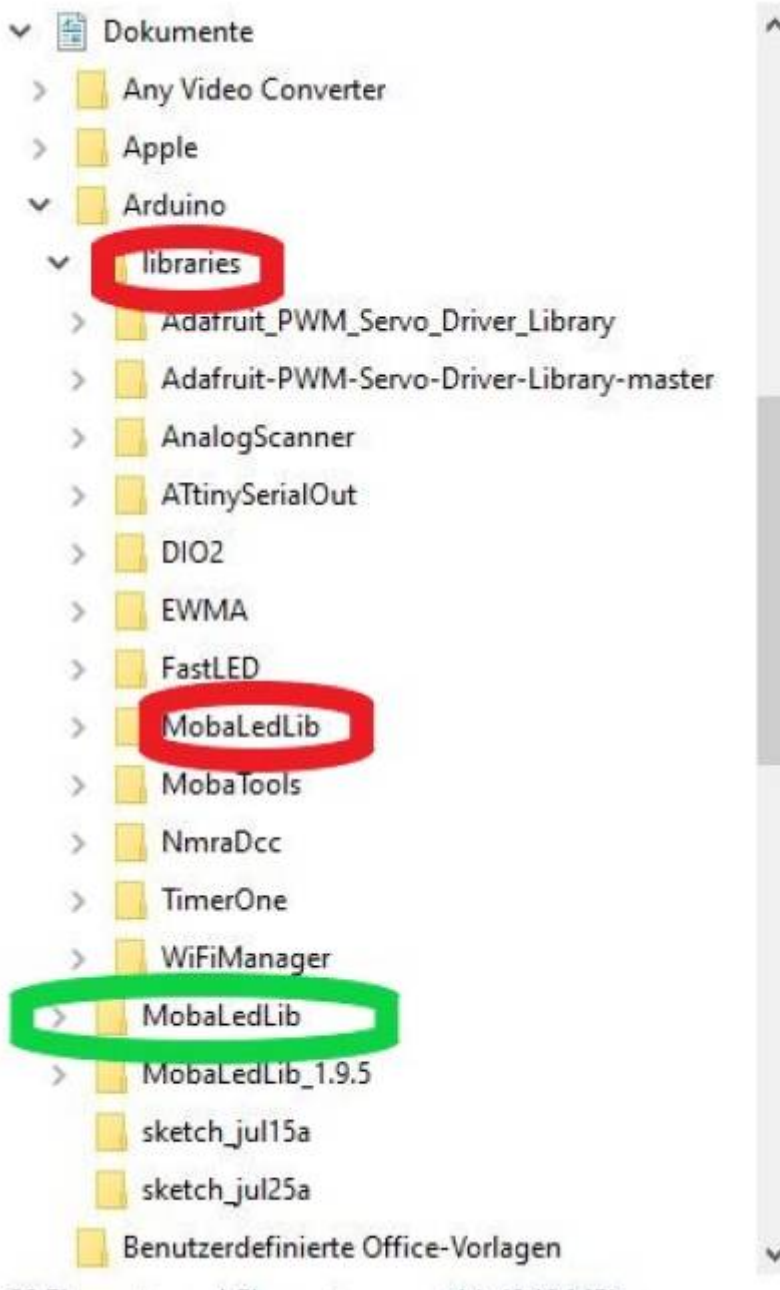 Dokumente
Any Video Converter
Apple
Arduino
libraries
Adafruit_PWM_Servo_Driver_Library
Adafruit-PWM-Servo-Driver-Library-master
AnalogScanner
ATtinySerialOut
DIO2
EWMA
FastLED
MobaLedLib
MobaTools
NmraDcc
TimerOne
WiFiManager
MobaLedLib
MobaLedLib_1.9.5
sketch_jul15a
sketch_jul25a
Benutzerdefinierte Office-Vorlagen